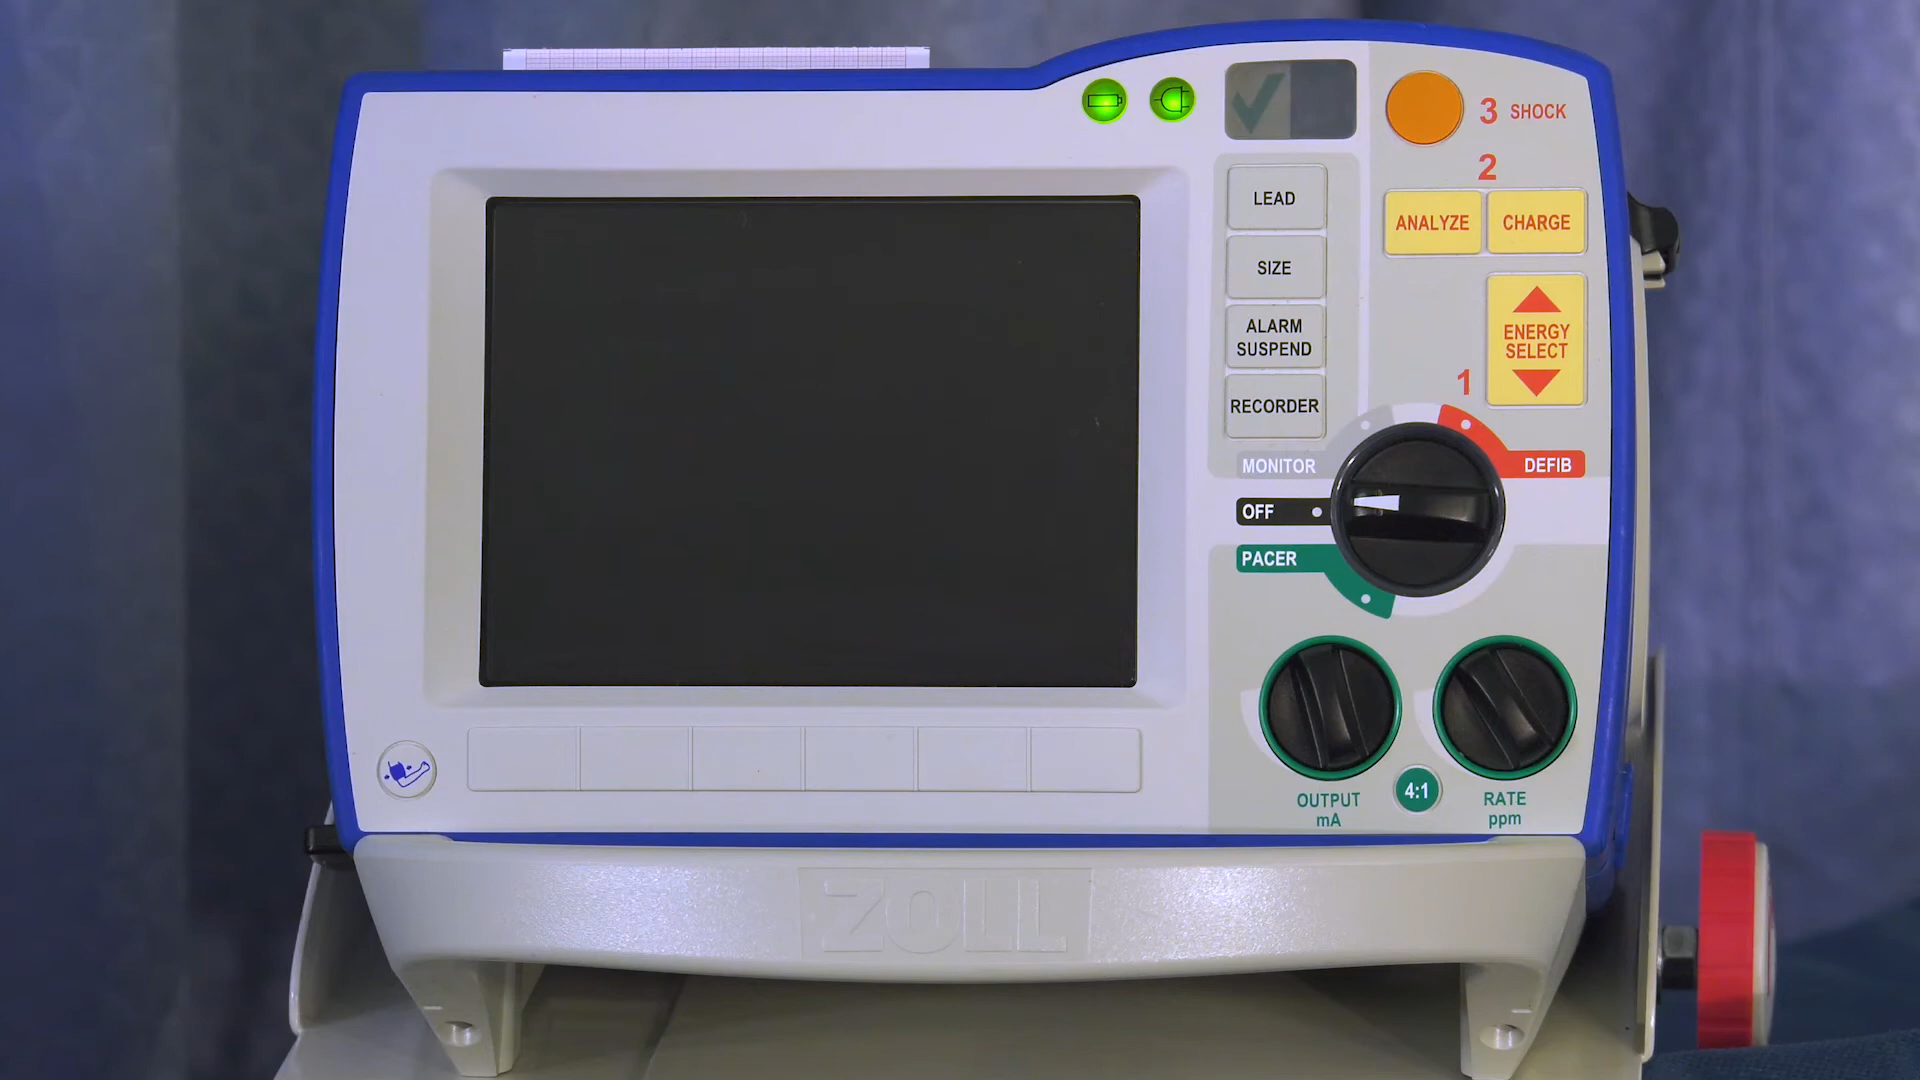 3 SHOCK
2
ANALYZE
CHARGE
LEAD
SIZE
ALARM
SUSPEND
RECORDER
ENERGY
SELECT
1
MONITOR
DEFIB
OFF
PACER
OUTPUT
mA
4:1
RATE
ppm
ZOLL